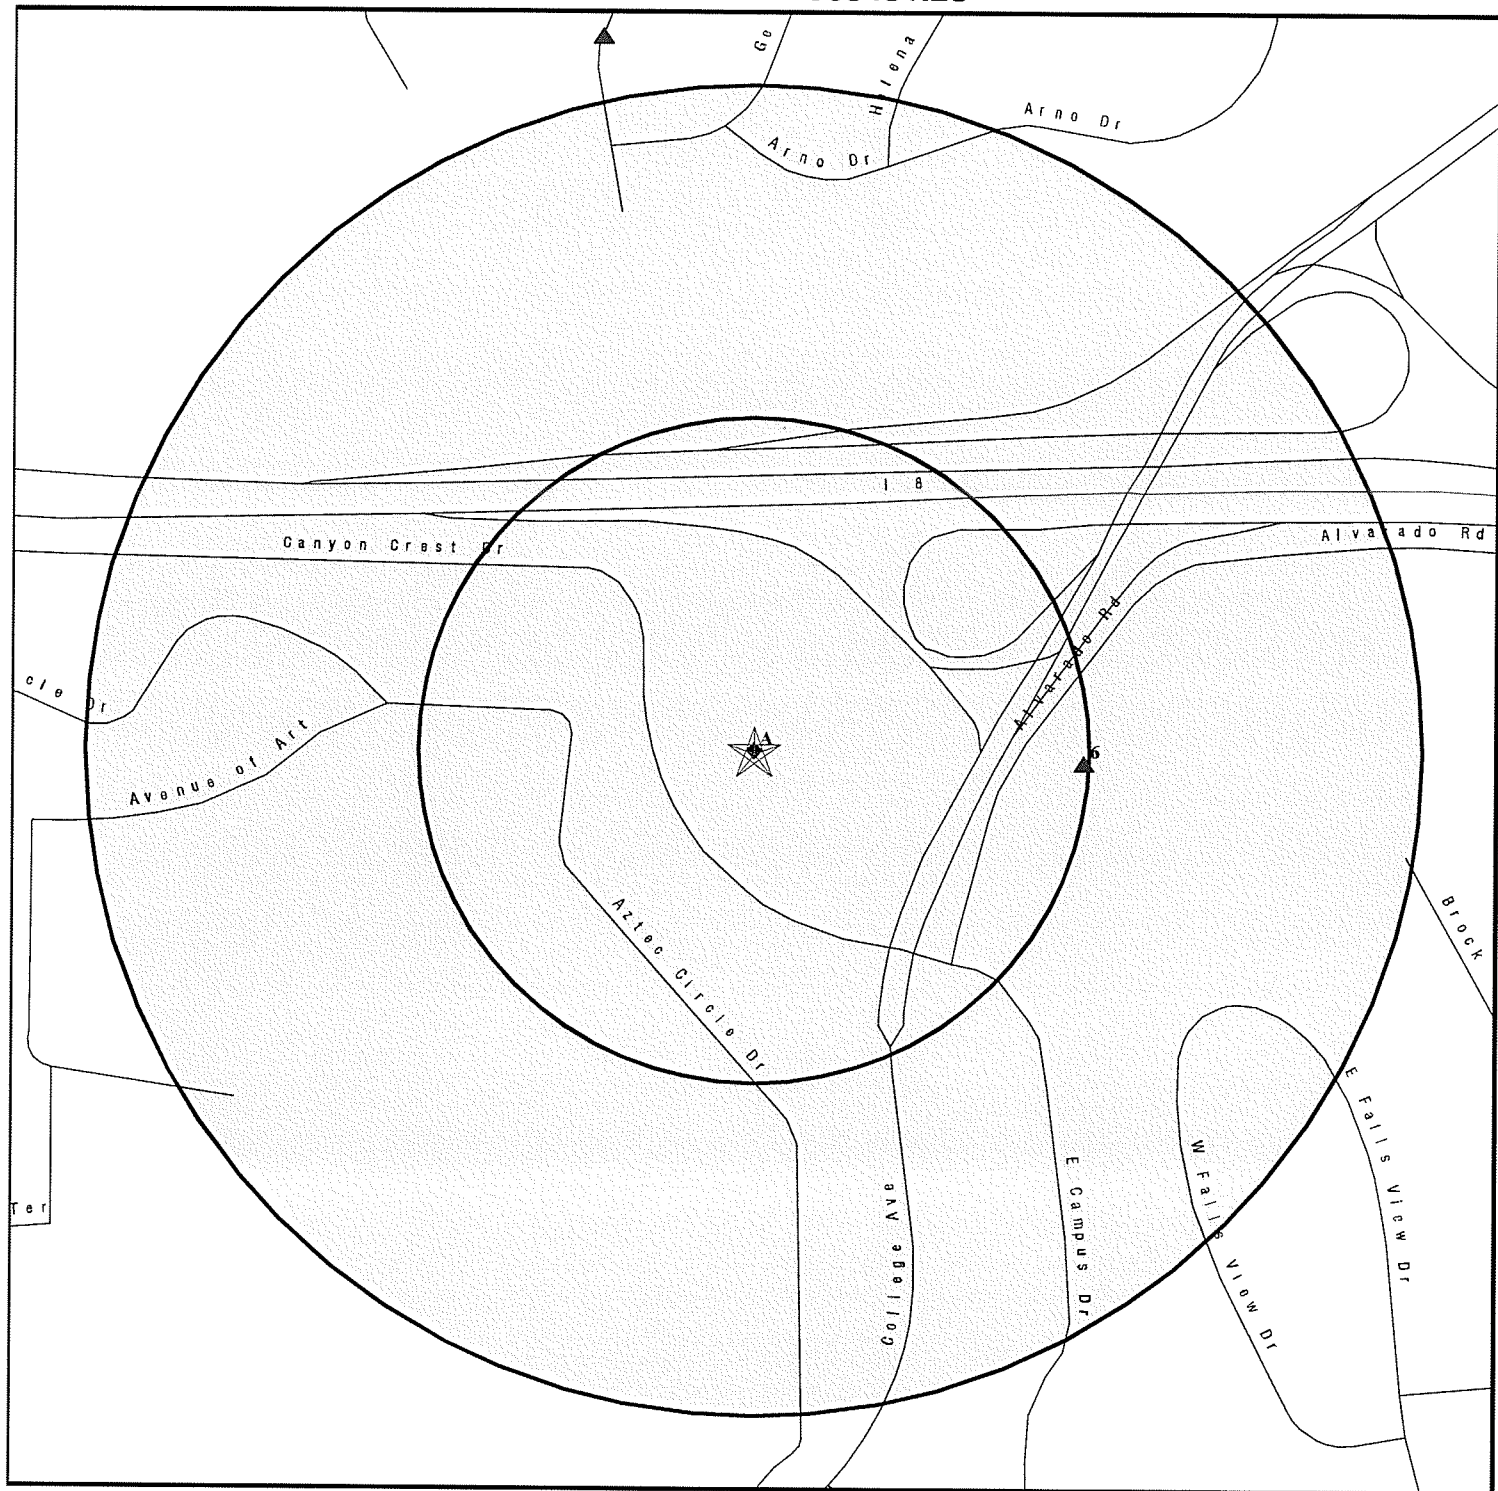 Ge
Helena
Arno Dr
Arno Dr
I 8
Canyon Crest Dr
Alvarado Rd
Alvarado Rd
cle Dr
Avenue of Art
A
6
Aztec Circle Dr
Brock
E Falls View Dr
W Falls View Dr
Ter
College Ave
E Campus Dr